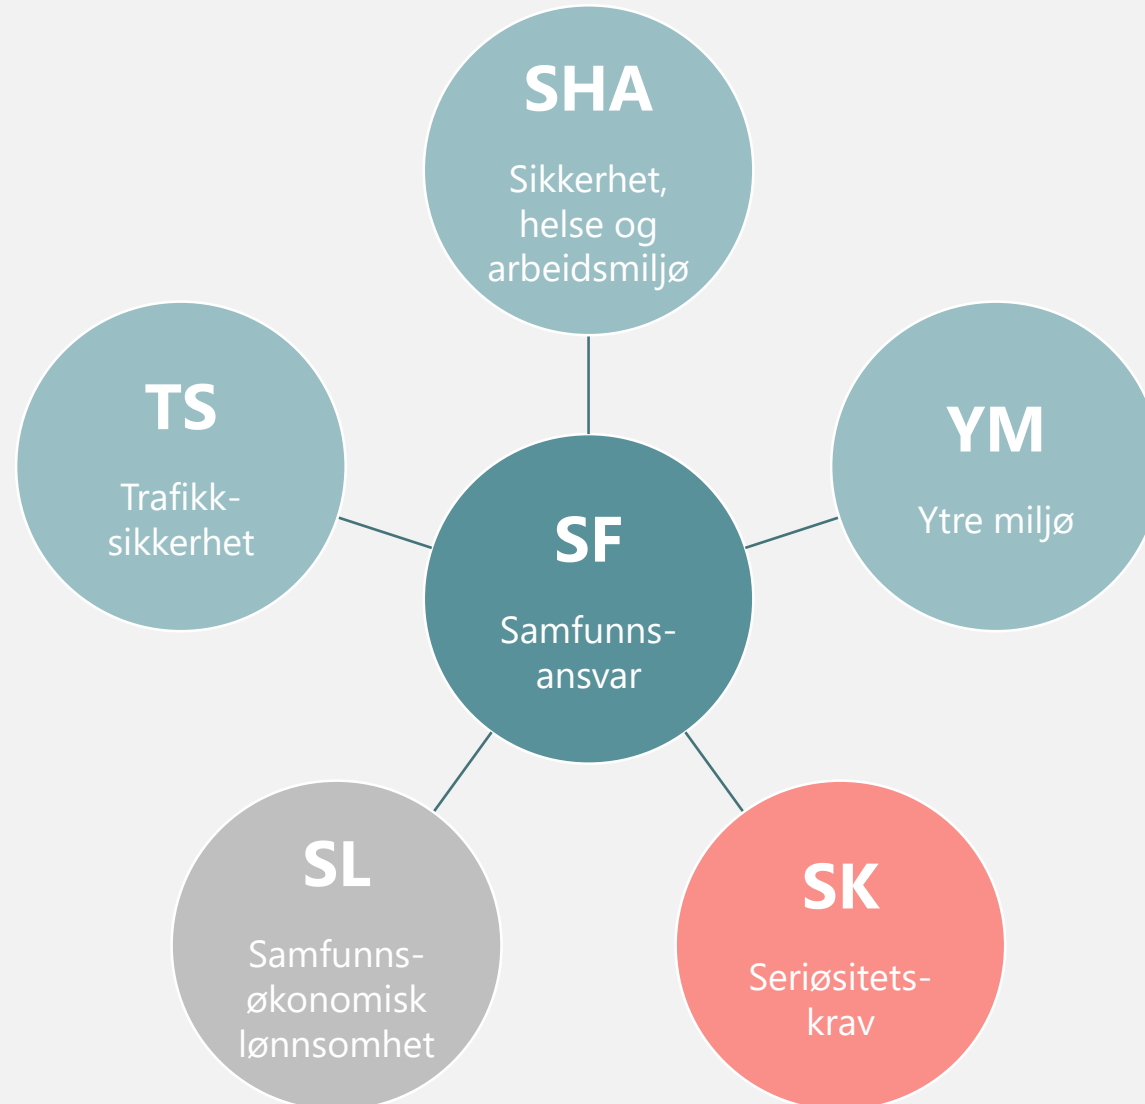 SHA
Sikkerhet,
helse og
arbeidsmiljø
TS
Trafikk-
sikkerhet
YM
Ytre miljø
SF
Samfunns-
ansvar
SL
Samfunns-
økonomisk
lønnsomhet
SK
Seriøsitets-
krav